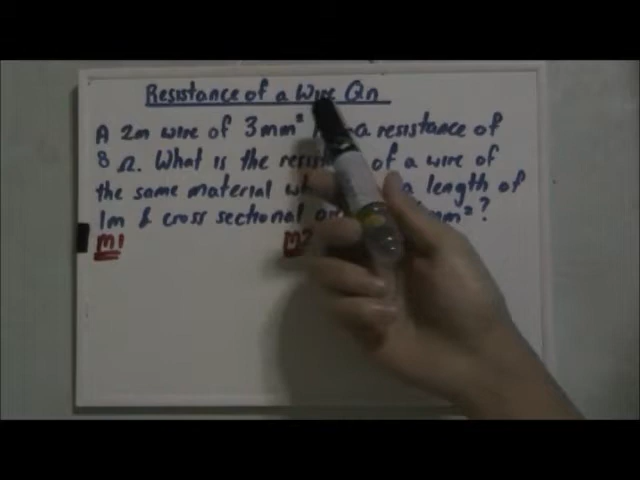 Resistance of a Wire Qn
A 2m wire of 3mm² a resistance of
8 Ω. What is the of a wire of
the same material a length of
1m & cross sectional mm²?
M1 M2